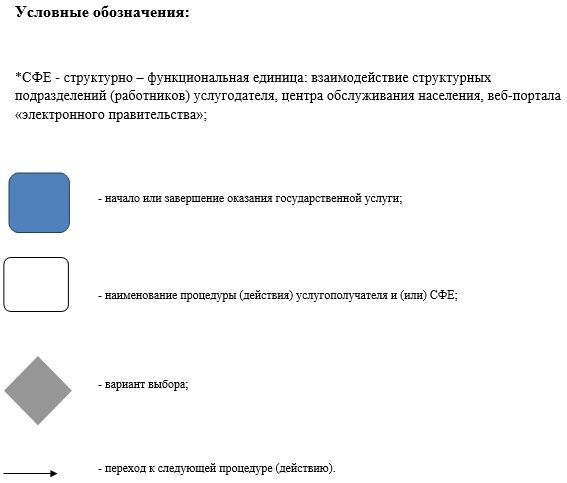 Условные обозначения:
*СФЕ - структурно – функциональная единица: взаимодействие структурных
подразделений (работников) услугодателя, центра обслуживания населения, веб-портала
«электронного правительства»;
- начало или завершение оказания государственной услуги;
- наименование процедуры (действия) услугополучателя и (или) СФЕ;
- вариант выбора;
- переход к следующей процедуре (действию).